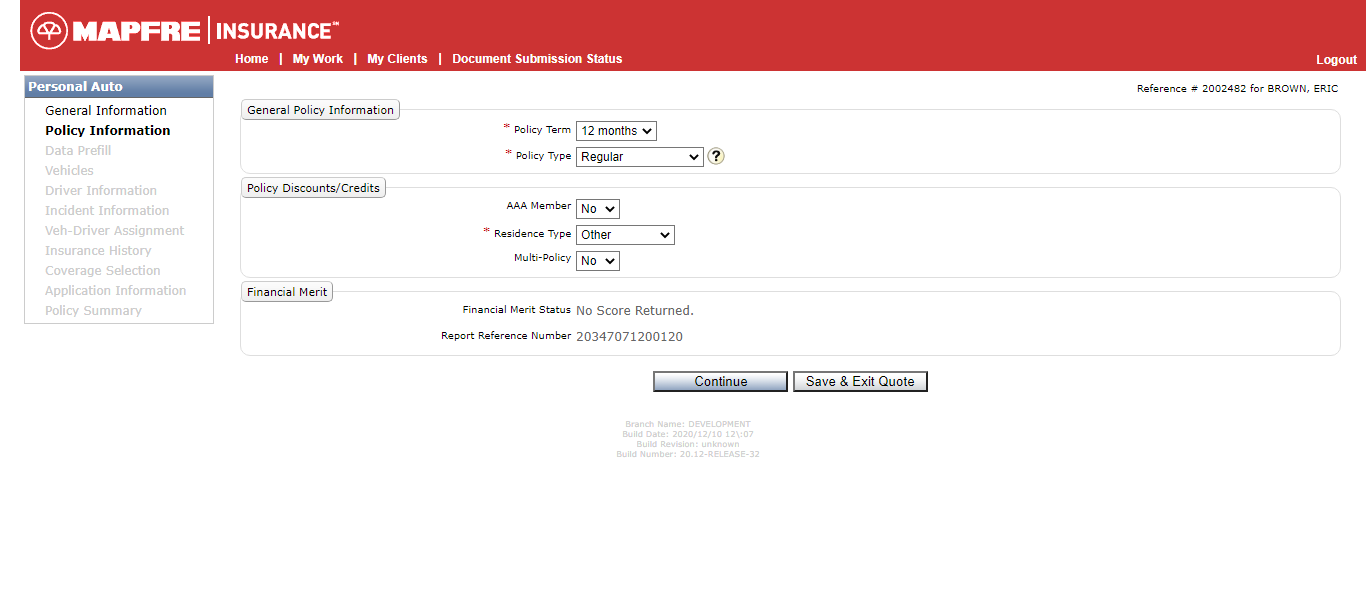 MAPFRE | INSURANCE℠
Home | My Work | My Clients | Document Submission Status
Logout
Reference # 2002482 for BROWN, ERIC
Personal Auto
General Information
Policy Information
Data Prefill
Vehicles
Driver Information
Incident Information
Veh-Driver Assignment
Insurance History
Coverage Selection
Application Information
Policy Summary
General Policy Information
* Policy Term 12 months
* Policy Type Regular ?
Policy Discounts/Credits
AAA Member No
* Residence Type Other
Multi-Policy No
Financial Merit
Financial Merit Status No Score Returned.
Report Reference Number 20347071200120
Continue Save & Exit Quote
Branch Name: DEVELOPMENT
Build Date: 2020/12/10 12\:07
Build Revision: unknown
Build Number: 20.12-RELEASE-32